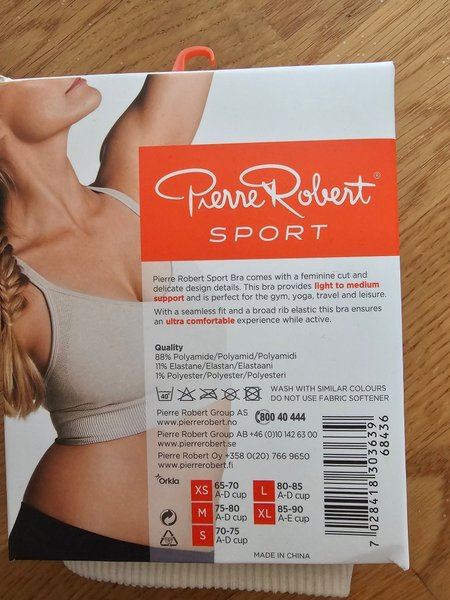 Pierre Robert®
SPORT
Pierre Robert Sport Bra comes with a feminine cut and
delicate design details. This bra provides light to medium
support and is perfect for the gym, yoga, travel and leisure.
With a seamless fit and a broad rib elastic this bra ensures
an ultra comfortable experience while active.
Quality
88% Polyamide/Polyamid/Polyamidi
11% Elastane/Elastan/Elastaani
1% Polyester/Polyester/Polyesteri
40°
WASH WITH SIMILAR COLOURS
DO NOT USE FABRIC SOFTENER
Pierre Robert Group AS
www.pierrerobert.no
800 40 444
Pierre Robert Group AB +46 (0)10 142 63 00
www.pierrerobert.se
Pierre Robert Oy +358 0(20) 766 9650
www.pierrerobert.fi
Orkla
XS 65-70 A-D cup
L 80-85 A-D cup
M 75-80 A-D cup
XL 85-90 A-E cup
S 70-75 A-D cup
MADE IN CHINA
7 028418 303639
68436